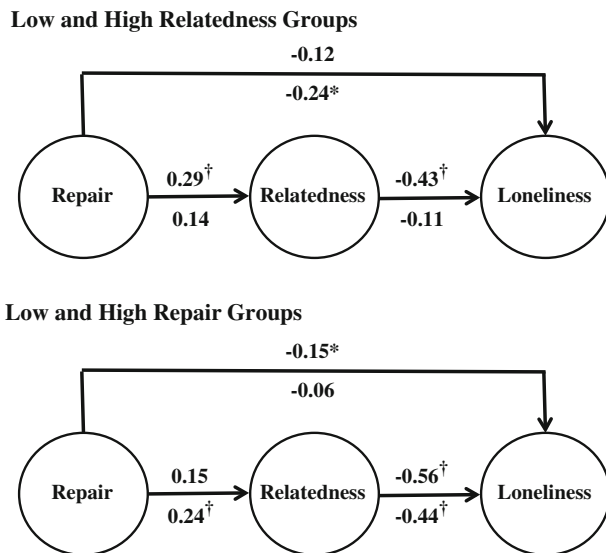 Low and High Relatedness Groups
-0.12
-0.24*
0.29† -0.43†
Repair Relatedness Loneliness
0.14 -0.11
Low and High Repair Groups
-0.15*
-0.06
0.15 -0.56†
Repair Relatedness Loneliness
0.24† -0.44†